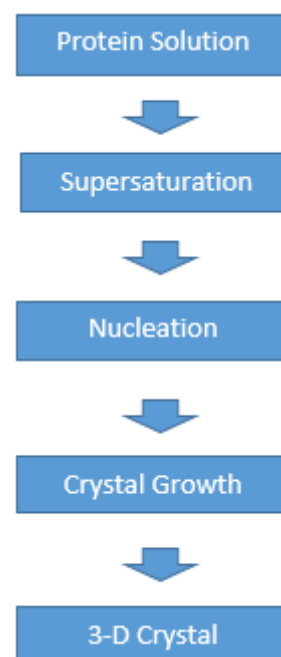 Protein Solution
Supersaturation
Nucleation
Crystal Growth
3-D Crystal